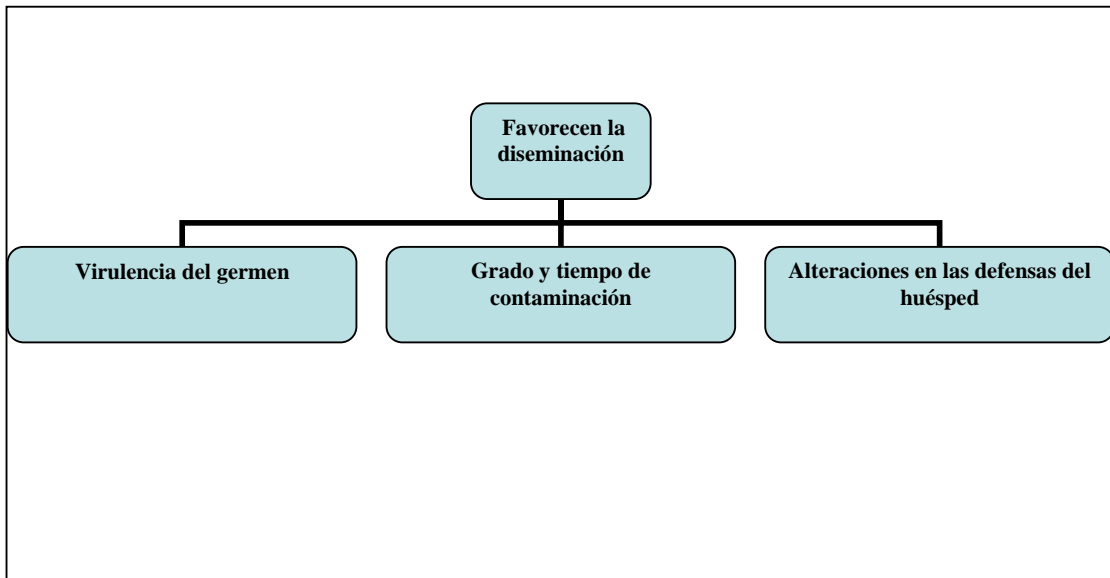 Favorecen la
diseminación
Virulencia del germen
Grado y tiempo de
contaminación
Alteraciones en las defensas del
huésped